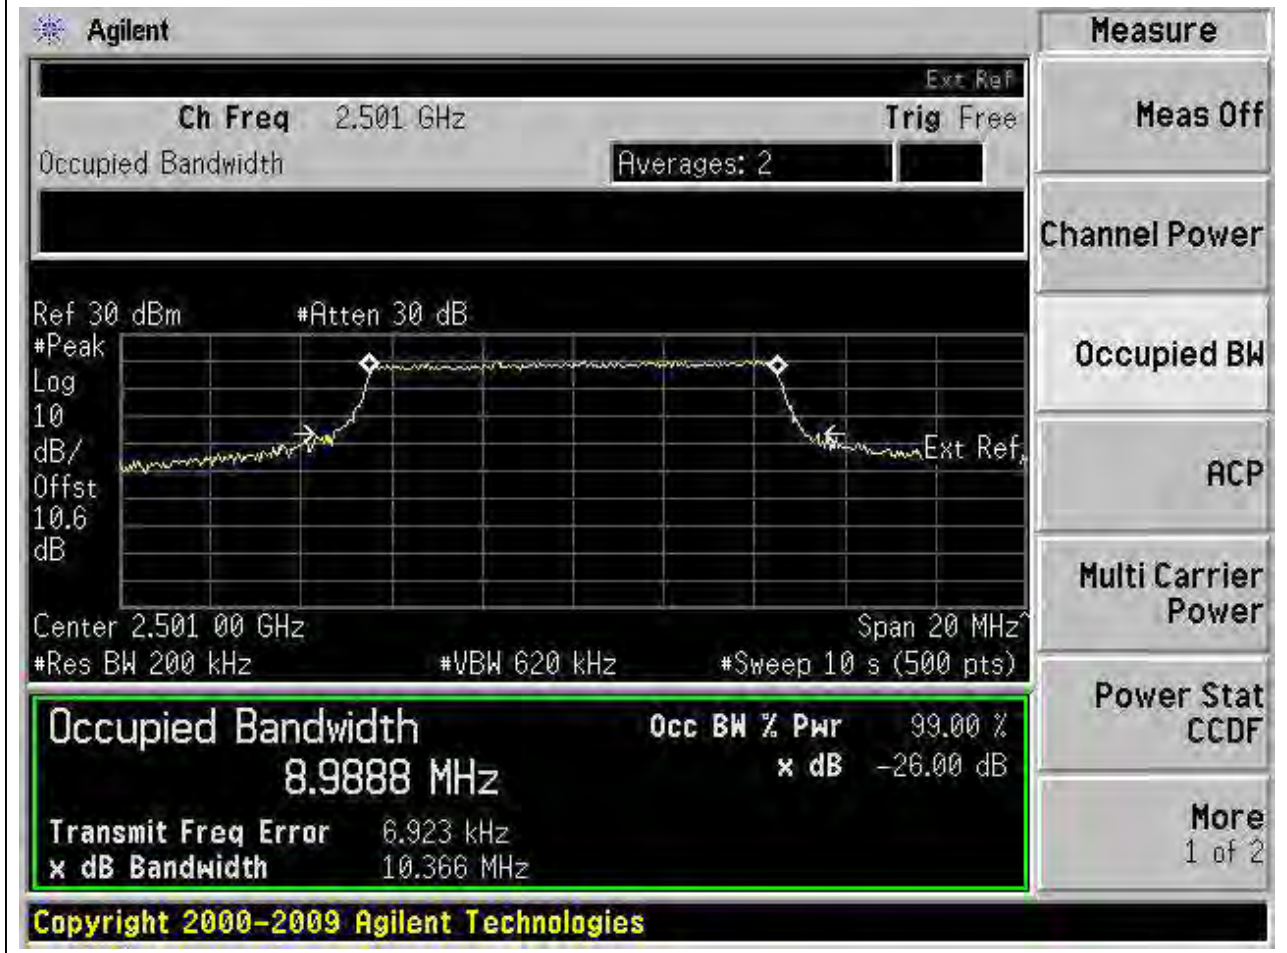 Agilent
Measure
Ext Ref
Ch Freq 2.501 GHz
Trig Free
Meas Off
Occupied Bandwidth
Averages: 2
Channel Power
Ref 30 dBm
#Atten 30 dB
#Peak
Log
10
dB/
Offst
10.6
dB
Ext Ref
Occupied BW
ACP
Center 2.501 00 GHz
Span 20 MHz^
#Res BW 200 kHz
#VBW 620 kHz
#Sweep 10 s (500 pts)
Multi Carrier
Power
Occupied Bandwidth
8.9888 MHz
Occ BW % Pwr 99.00 %
x dB -26.00 dB
Transmit Freq Error 6.923 kHz
x dB Bandwidth 10.366 MHz
Power Stat
CCDF
More
1 of 2
Copyright 2000-2009 Agilent Technologies